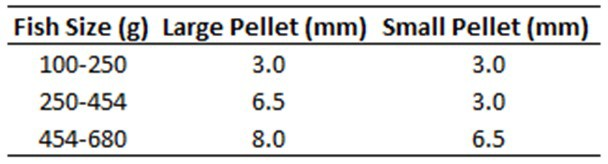 Fish Size (g) Large Pellet (mm) Small Pellet (mm)
100-250 3.0 3.0
250-454 6.5 3.0
454-680 8.0 6.5